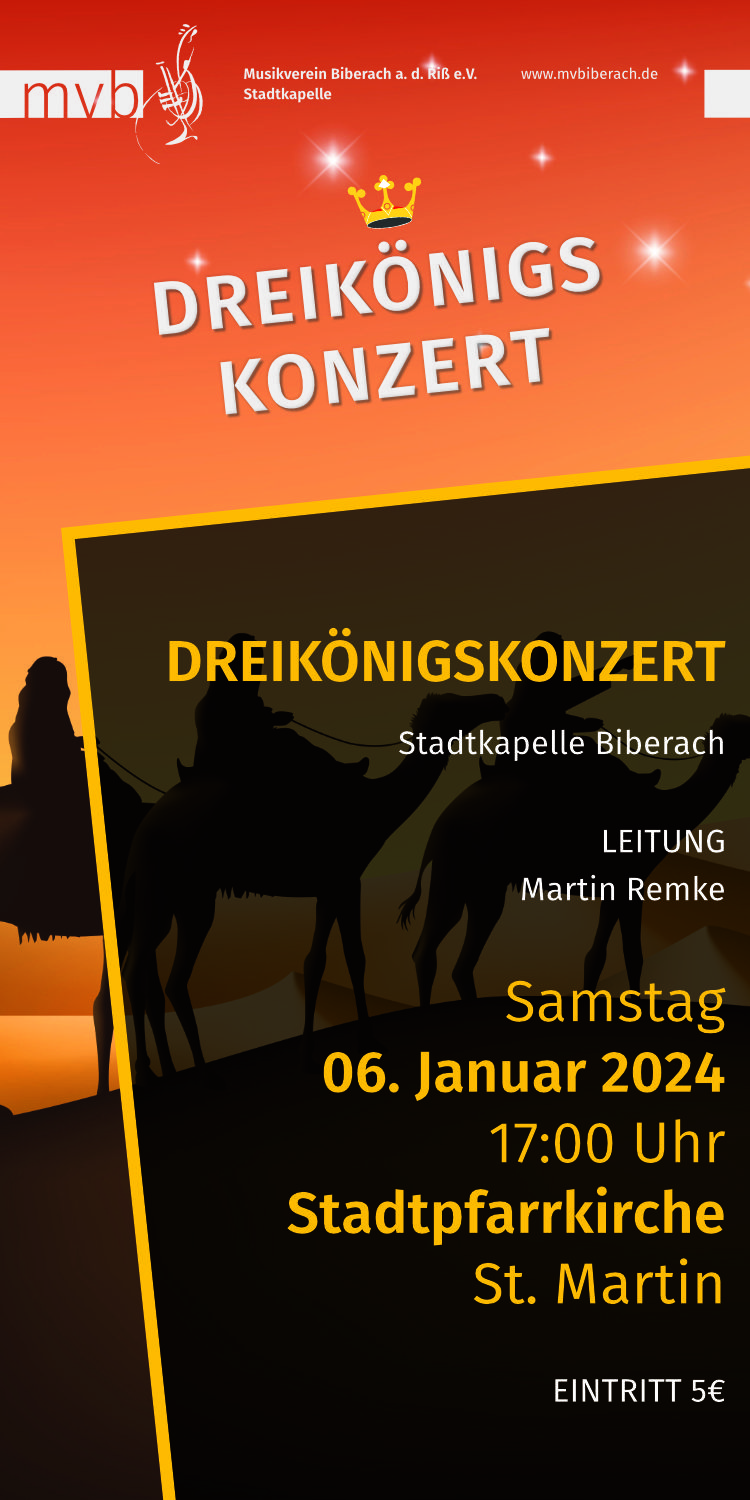 mvb
Musikverein Biberach a. d. Riß e.V.
Stadtkapelle
www.mvbiberach.de
DREIKÖNIGS
KONZERT
DREIKÖNIGSKONZERT
Stadtkapelle Biberach
LEITUNG
Martin Remke
Samstag
06. Januar 2024
17:00 Uhr
Stadtpfarrkirche
St. Martin
EINTRITT 5€